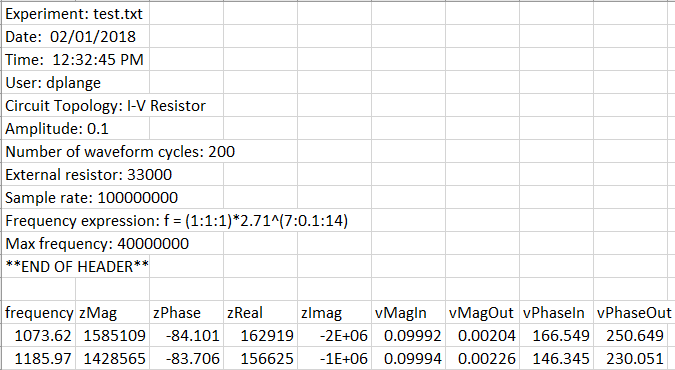 Experiment: test.txt
Date:  02/01/2018
Time:  12:32:45 PM
User: dplange
Circuit Topology: I-V Resistor
Amplitude: 0.1
Number of waveform cycles: 200
External resistor: 33000
Sample rate: 100000000
Frequency expression: f = (1:1:1)*2.71^(7:0.1:14)
Max frequency: 40000000
**END OF HEADER**
frequency zMag zPhase zReal zImag vMagIn vMagOut vPhaseIn vPhaseOut
1073.62 1585109 -84.101 162919 -2E+06 0.09992 0.00204 166.549 250.649
1185.97 1428565 -83.706 156625 -1E+06 0.09994 0.00226 146.345 230.051